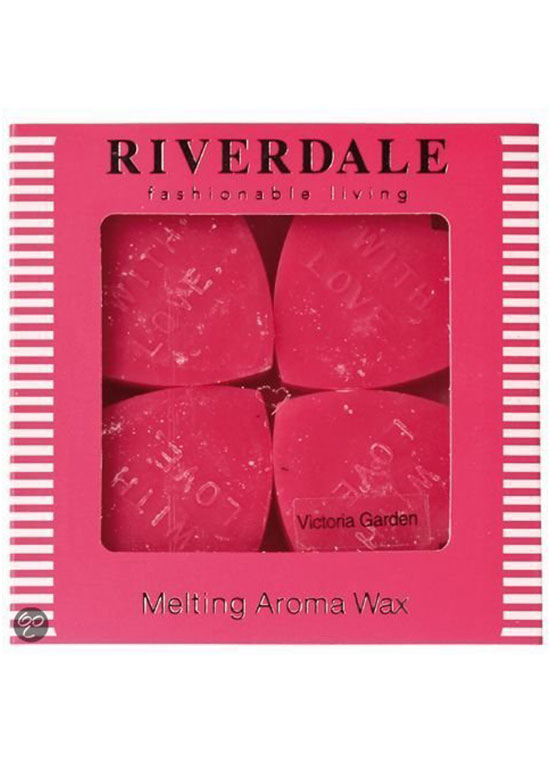 RIVERDALE
fashionable living
WITH
LOVE
WITH
LOVE
WITH
LOVE
WITH
LOVE
Victoria Garden
Melting Aroma Wax